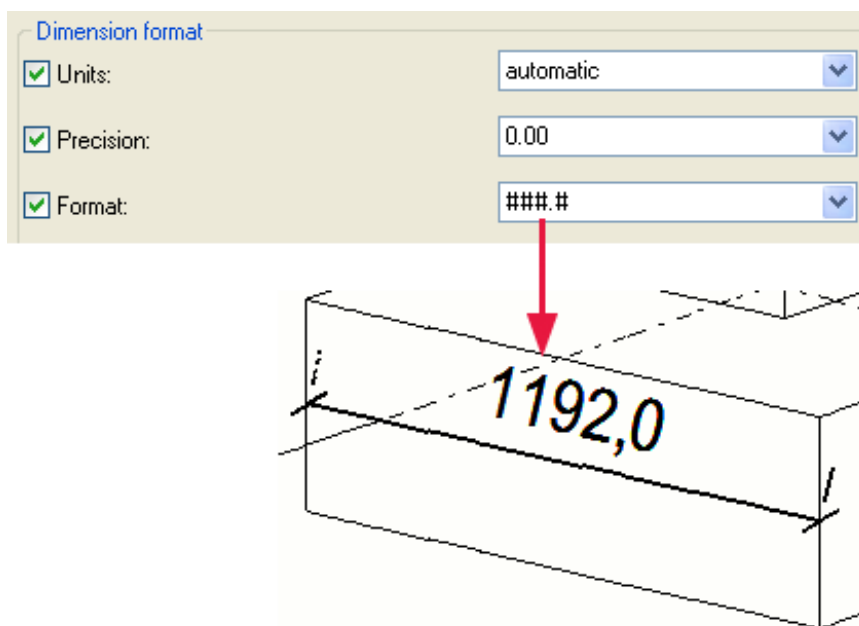 Dimension format
Units: automatic
Precision: 0.00
Format: ###.#
1192,0